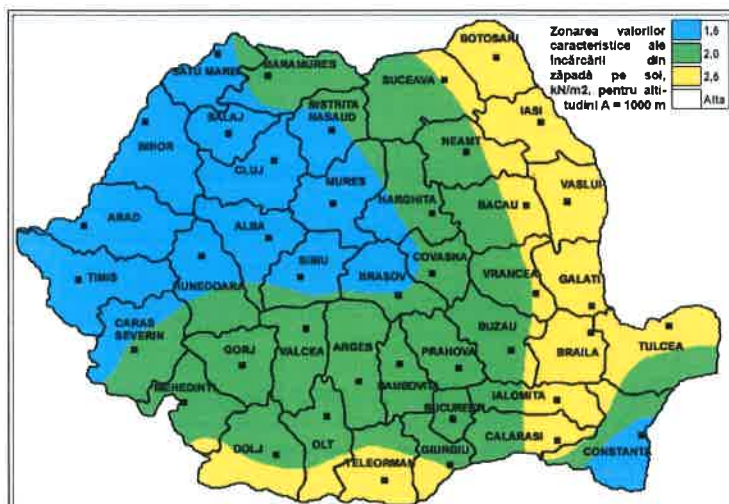 Zonarea valorilor
caracteristice ale
încărcării din
zăpadă pe sol,
kN/m2, pentru alti-
tudini A = 1000 m
1,5
2,0
2,5
Alta
BOTOSANI
SATU MARE
MARAMURES
SUCEAVA
IASI
BISTRITA
NASAUD
SALAJ
BIHOR
NEAMT
CLUJ
MURES
HARGHITA
BACAU
VASLUI
ARAD
ALBA
TIMIS
HUNEDOARA
SIBIU
BRASOV
COVASNA
VRANCEA
GALATI
CARAS
SEVERIN
GORJ
VALCEA
ARGES
PRAHOVA
BUZAU
BRAILA
TULCEA
MEHEDINTI
DAMBOVITA
IALOMITA
BUCURESTI
DOLJ
OLT
TELEORMAN
GIURGIU
CALARASI
CONSTANTA